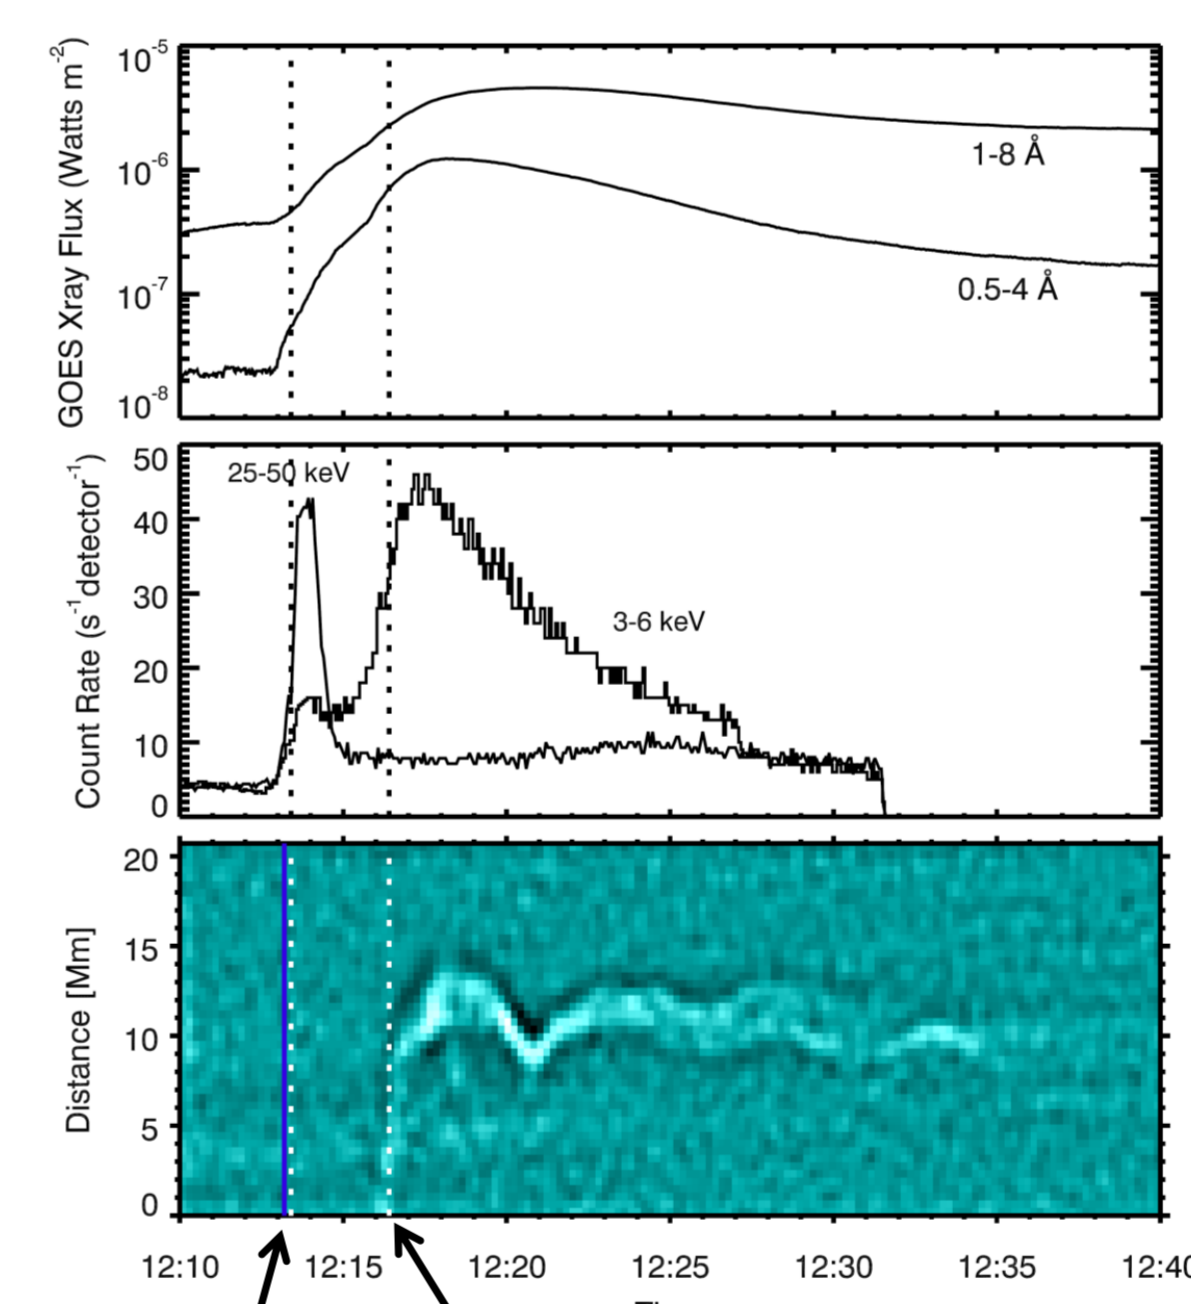 GOES Xray Flux (Watts m⁻²)
10⁻⁵
10⁻⁶
10⁻⁷
10⁻⁸
1-8 Å
0.5-4 Å
Count Rate (s⁻¹ detector⁻¹)
50
40
30
20
10
0
25-50 keV
3-6 keV
Distance [Mm]
20
15
10
5
0
12:10 12:15 12:20 12:25 12:30 12:35 12:40